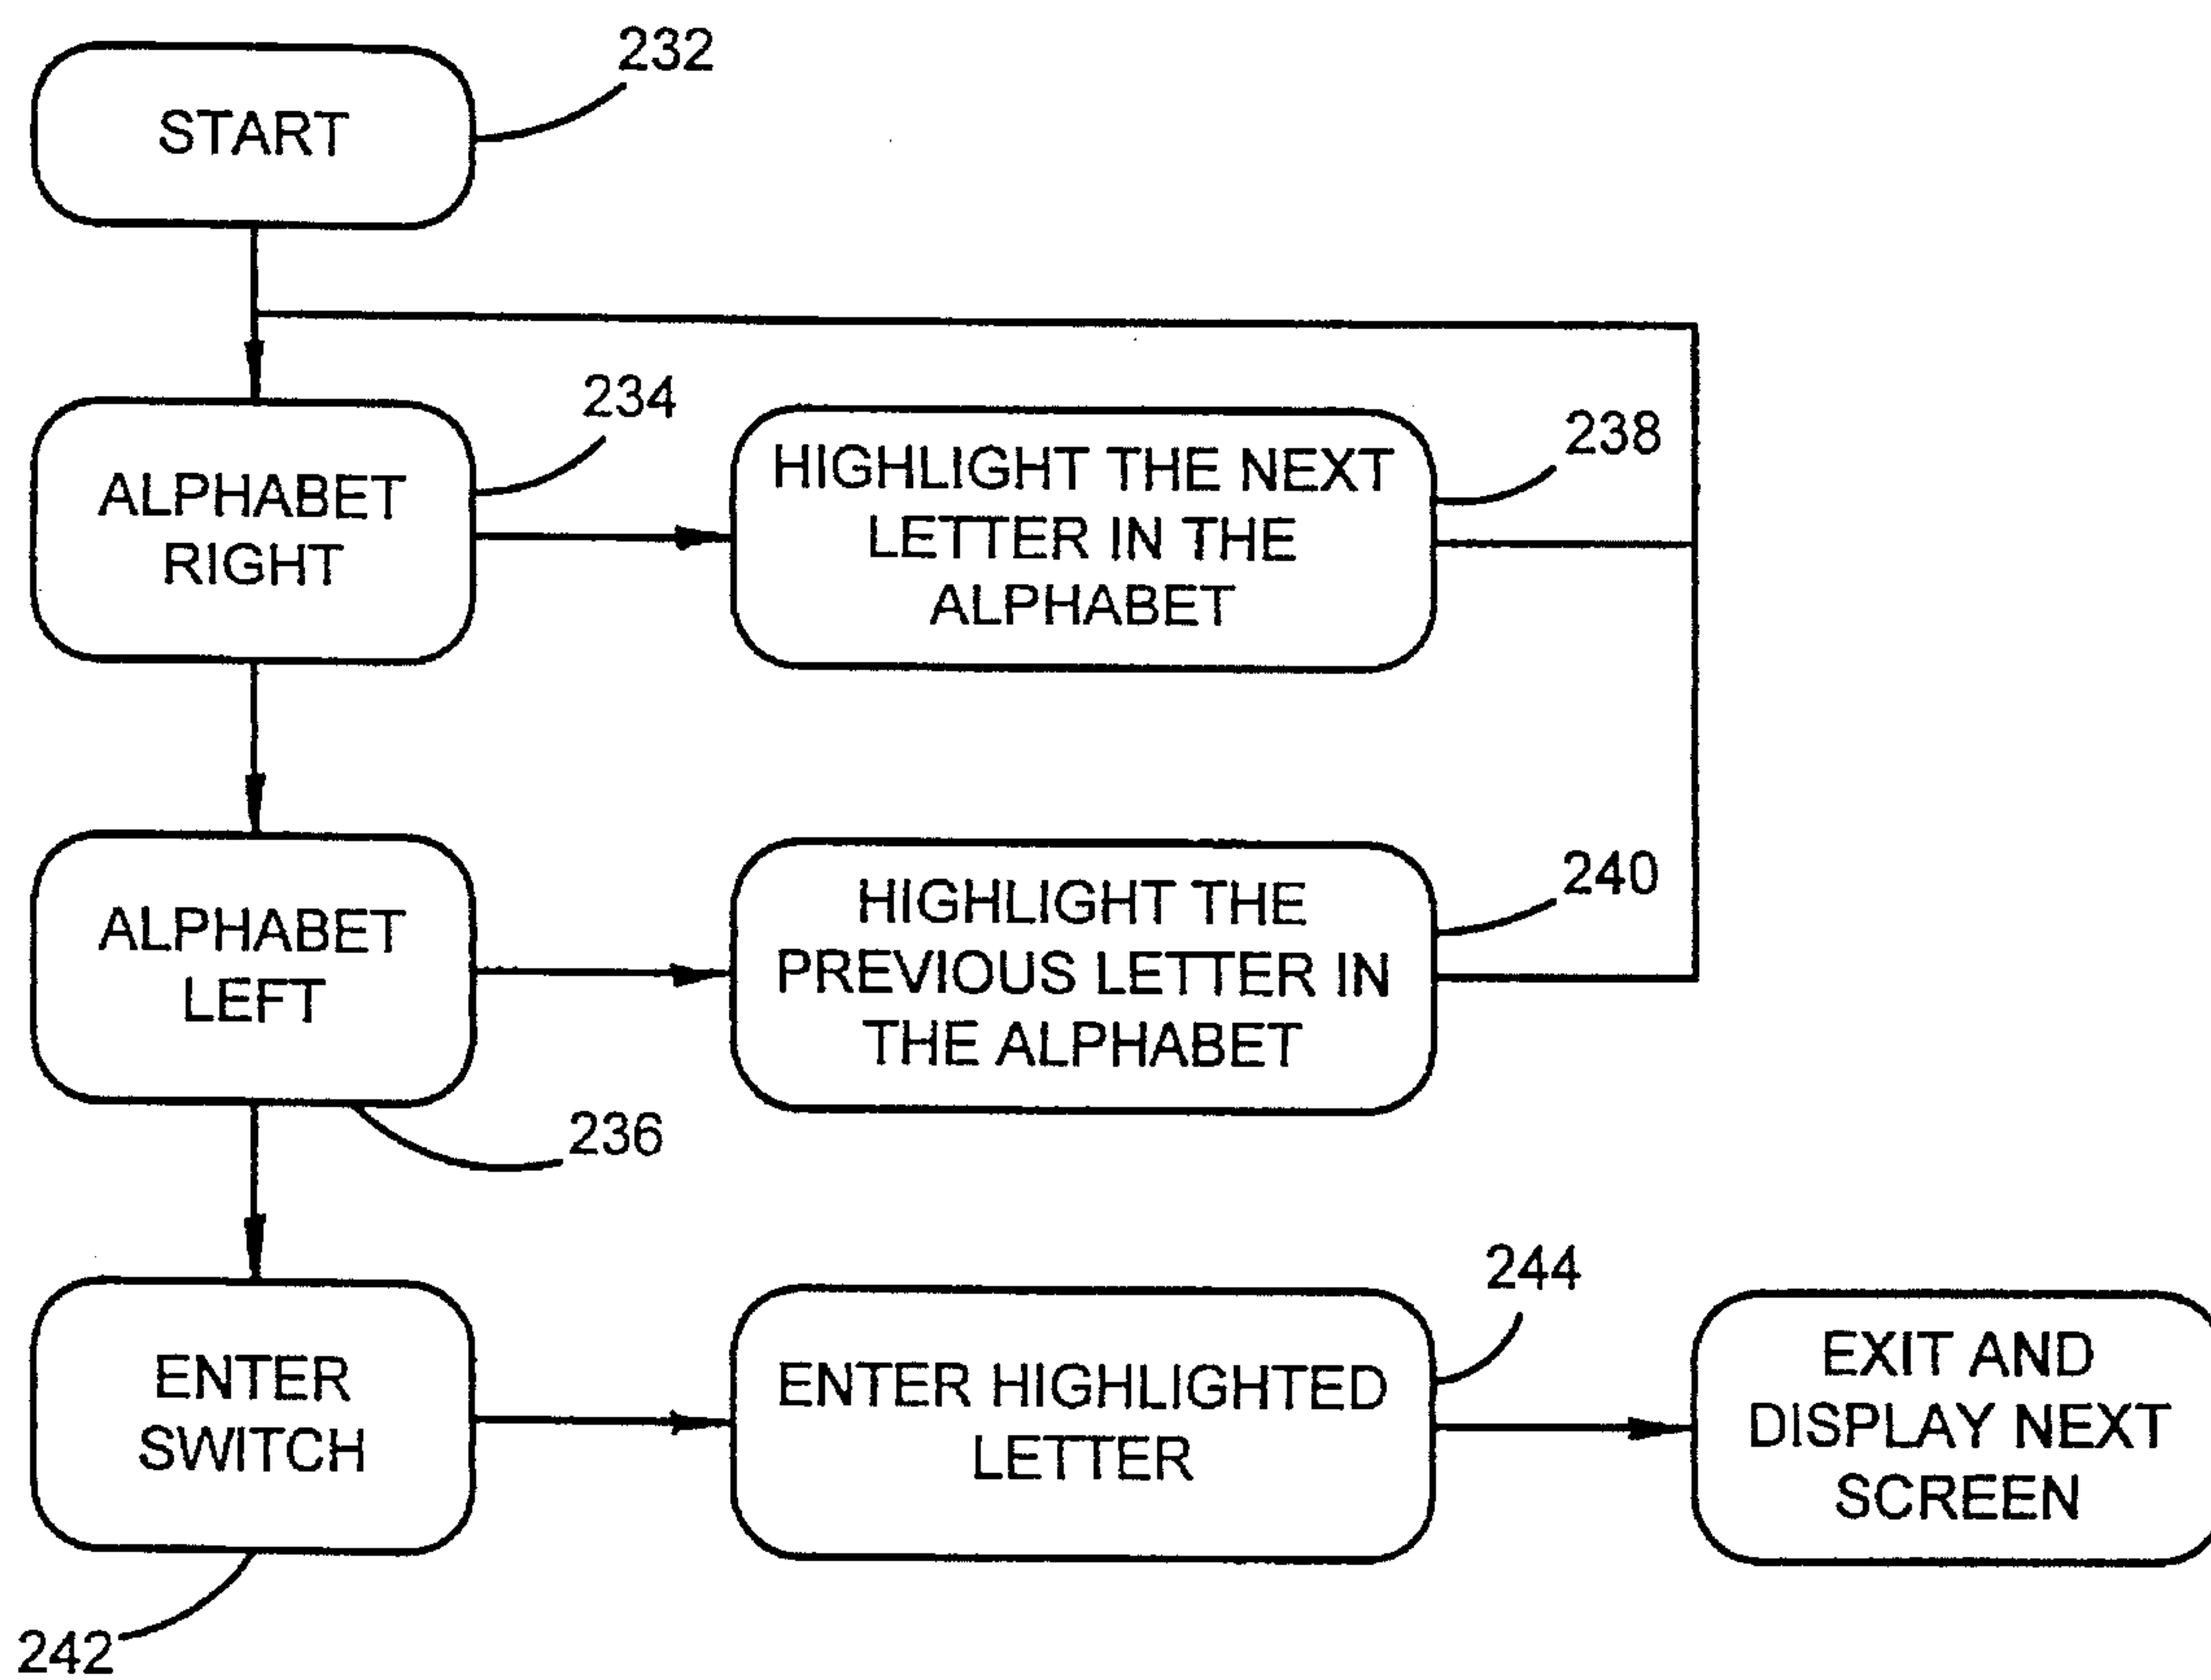 START
232
ALPHABET
RIGHT
234
HIGHLIGHT THE NEXT
LETTER IN THE
ALPHABET
238
ALPHABET
LEFT
236
HIGHLIGHT THE
PREVIOUS LETTER IN
THE ALPHABET
240
ENTER
SWITCH
242
ENTER HIGHLIGHTED
LETTER
244
EXIT AND
DISPLAY NEXT
SCREEN